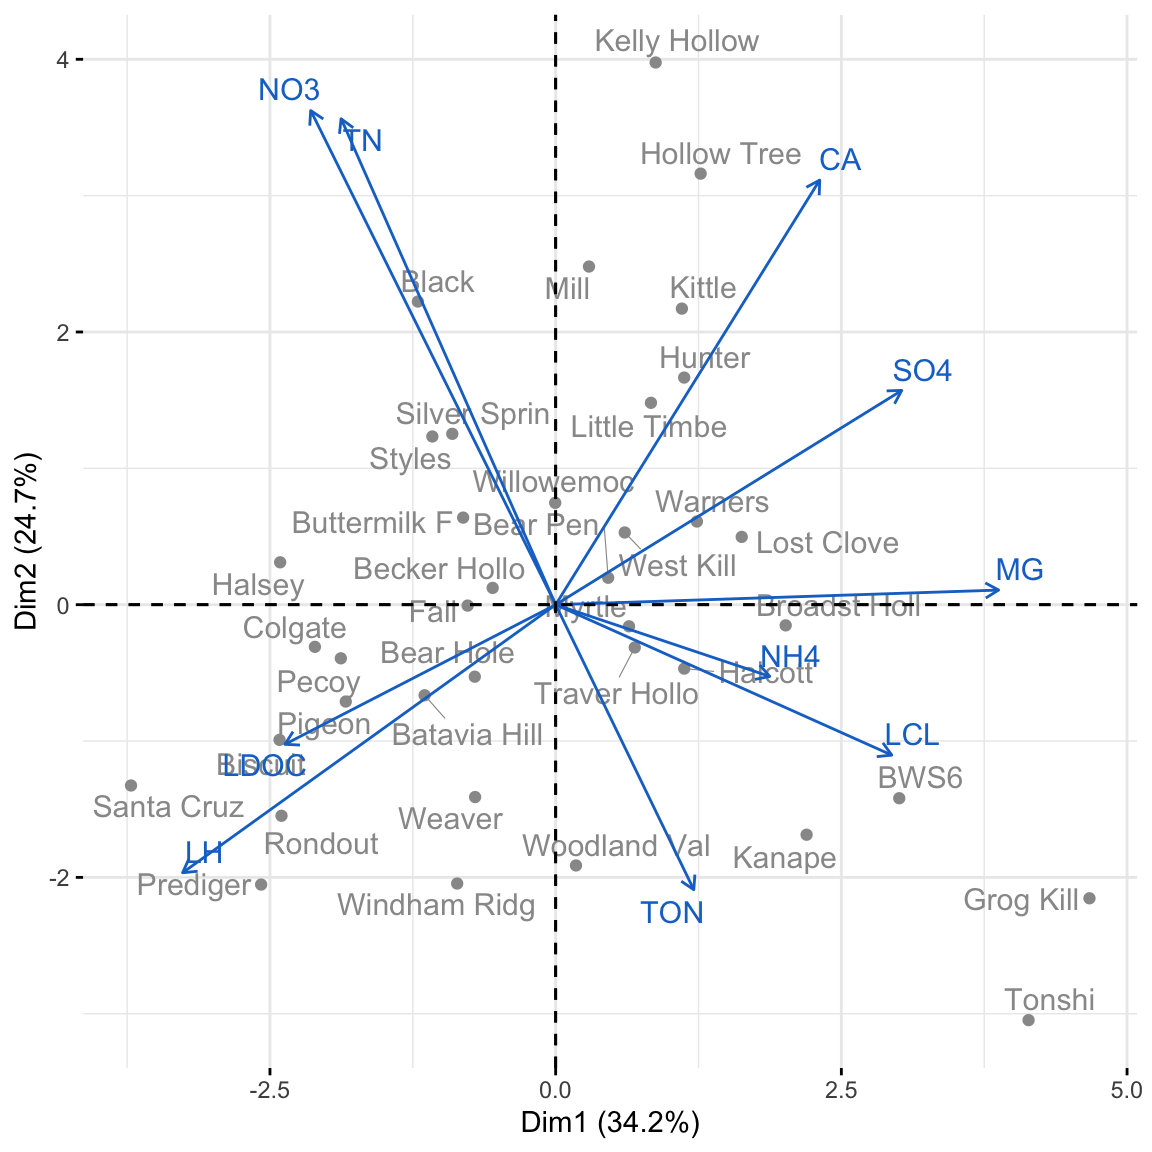 Kelly Hollow
4
NO3
TN
Hollow Tree
CA
Black
Mill
Kittle
2
Hunter
SO4
Silver Sprin
Little Timbe
Styles
Willowemoc
Warners
Buttermilk F
Bear Pen
Lost Clove
Becker Hollo
West Kill
MG
Halsey
0
Fall
Myrtle
Broadst Holl
Colgate
Bear Hole
NH4
Halcott
Pecoy
Traver Hollo
Pigeon
Batavia Hill
LCL
Biscuit
LDOC
BWS6
Santa Cruz
Weaver
Rondout
Woodland Val
Kanape
LH
-2
Prediger
Windham Ridg
TON
Grog Kill
Tonshi
-2.5
0.0
2.5
5.0
Dim1 (34.2%)
Dim2 (24.7%)